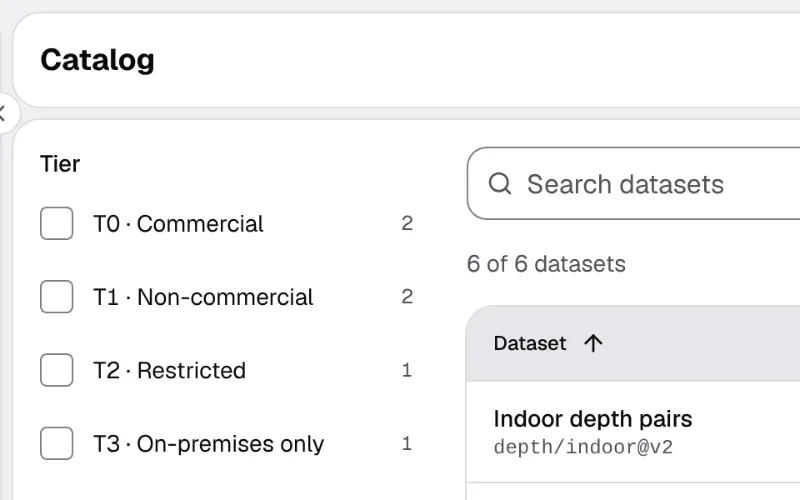 Catalog
Tier
T0 · Commercial 2
T1 · Non-commercial 2
T2 · Restricted 1
T3 · On-premises only 1
Search datasets
6 of 6 datasets
Dataset ↑
Indoor depth pairs
depth/indoor@v2